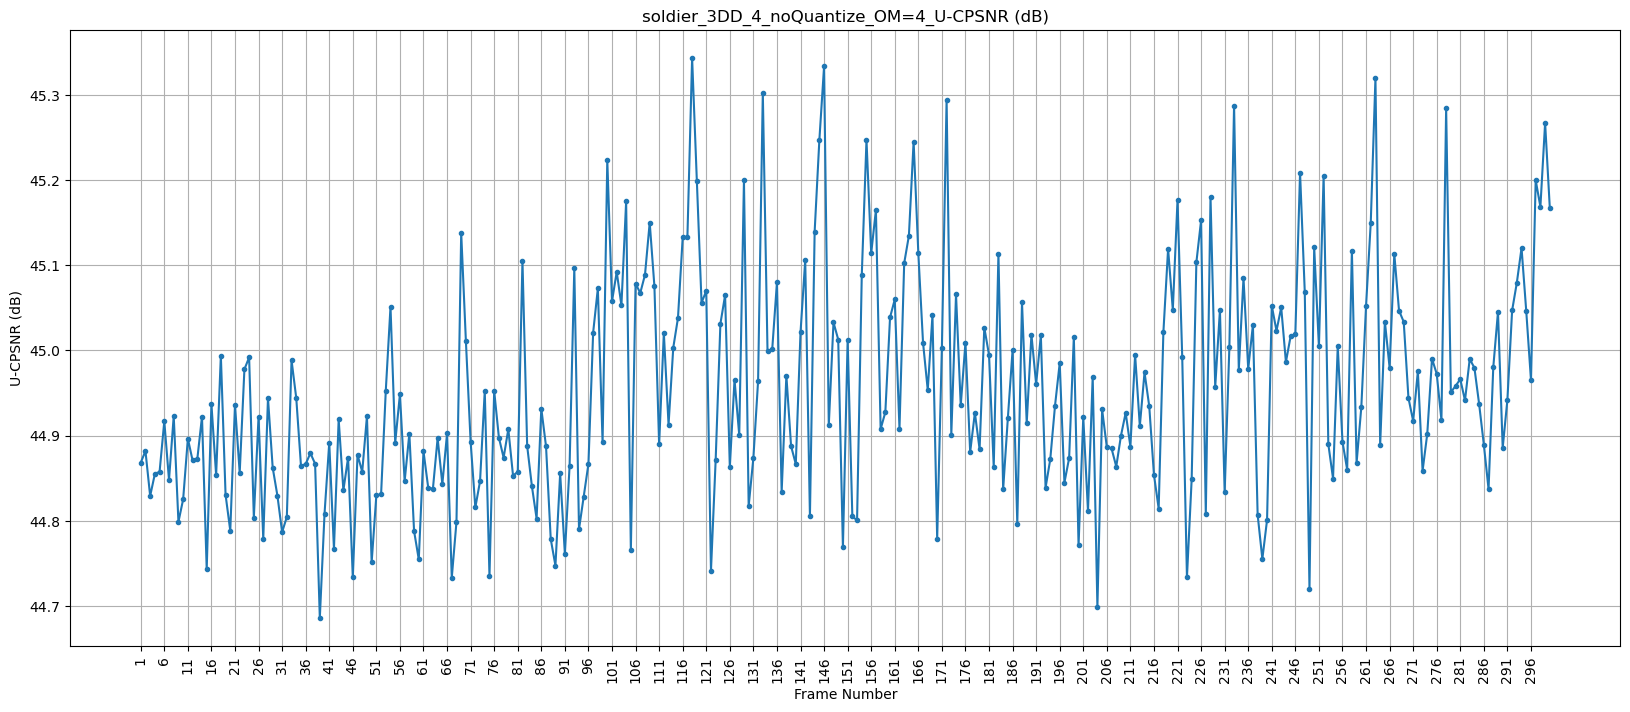 soldier_3DD_4_noQuantize_OM=4_U-CPSNR (dB)
U-CPSNR (dB)
45.3
45.2
45.1
45.0
44.9
44.8
44.7
1 6 11 16 21 26 31 36 41 46 51 56 61 66 71 76 81 86 91 96 101 106 111 116 121 126 131 136 141 146 151 156 161 166 171 176 181 186 191 196 201 206 211 216 221 226 231 236 241 246 251 256 261 266 271 276 281 286 291 296
Frame Number